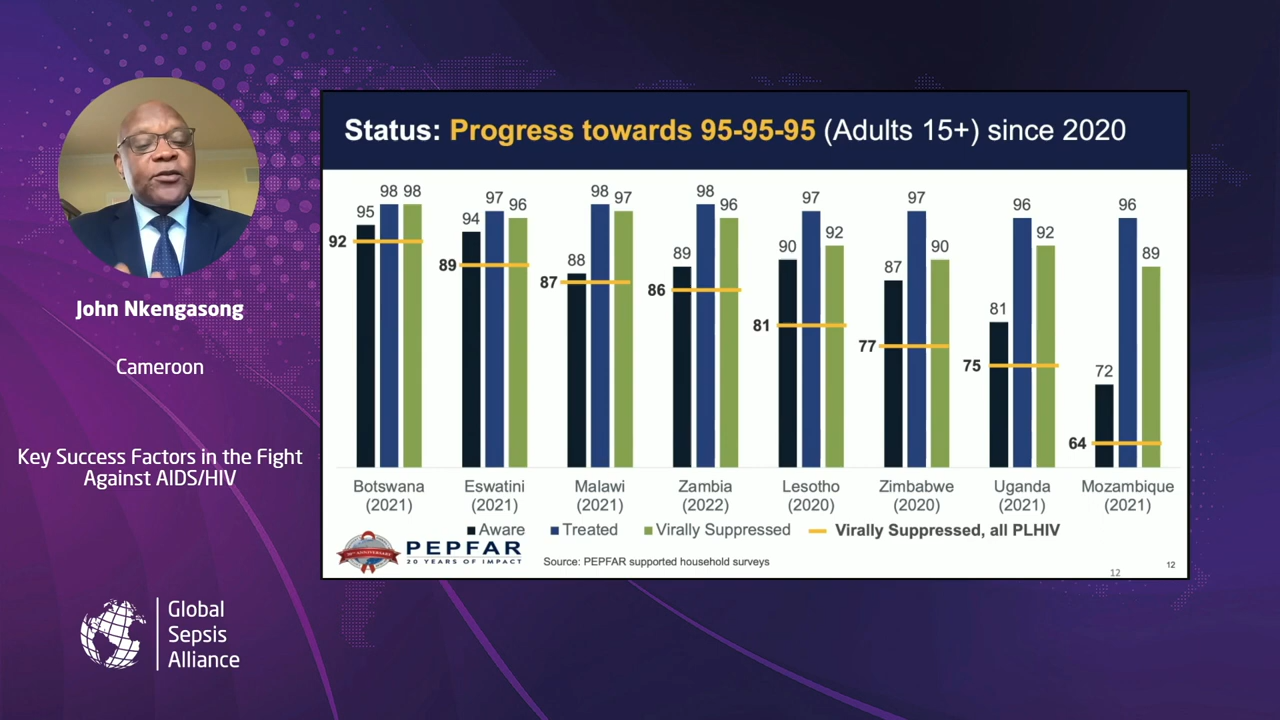 John Nkengasong
Cameroon
Key Success Factors in the Fight
Against AIDS/HIV
Global
Sepsis
Alliance
Status: Progress towards 95-95-95 (Adults 15+) since 2020
95 98 98
92
94 97 96
89
88 98 97
87
89 98 96
86
90 97 92
81
87 97 90
77
81 96 92
75
72 96 89
64
Botswana
(2021)
Eswatini
(2021)
Malawi
(2021)
Zambia
(2022)
Lesotho
(2020)
Zimbabwe
(2020)
Uganda
(2021)
Mozambique
(2021)
Aware Treated Virally Suppressed Virally Suppressed, all PLHIV
PEPFAR
20 YEARS OF IMPACT
Source: PEPFAR supported household surveys
12
12